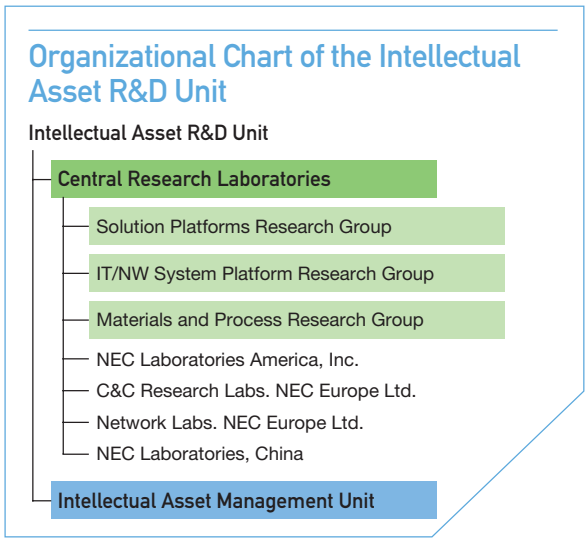 Organizational Chart of the Intellectual
Asset R&D Unit
Intellectual Asset R&D Unit
Central Research Laboratories
Solution Platforms Research Group
IT/NW System Platform Research Group
Materials and Process Research Group
NEC Laboratories America, Inc.
C&C Research Labs. NEC Europe Ltd.
Network Labs. NEC Europe Ltd.
NEC Laboratories, China
Intellectual Asset Management Unit